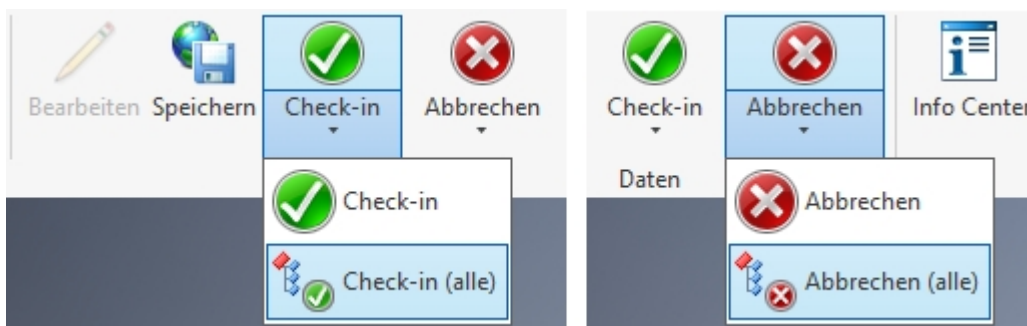 Bearbeiten Speichern Check-in Abbrechen
Check-in
Check-in (alle)
Check-in Abbrechen Info Center
Daten
Abbrechen
Abbrechen (alle)